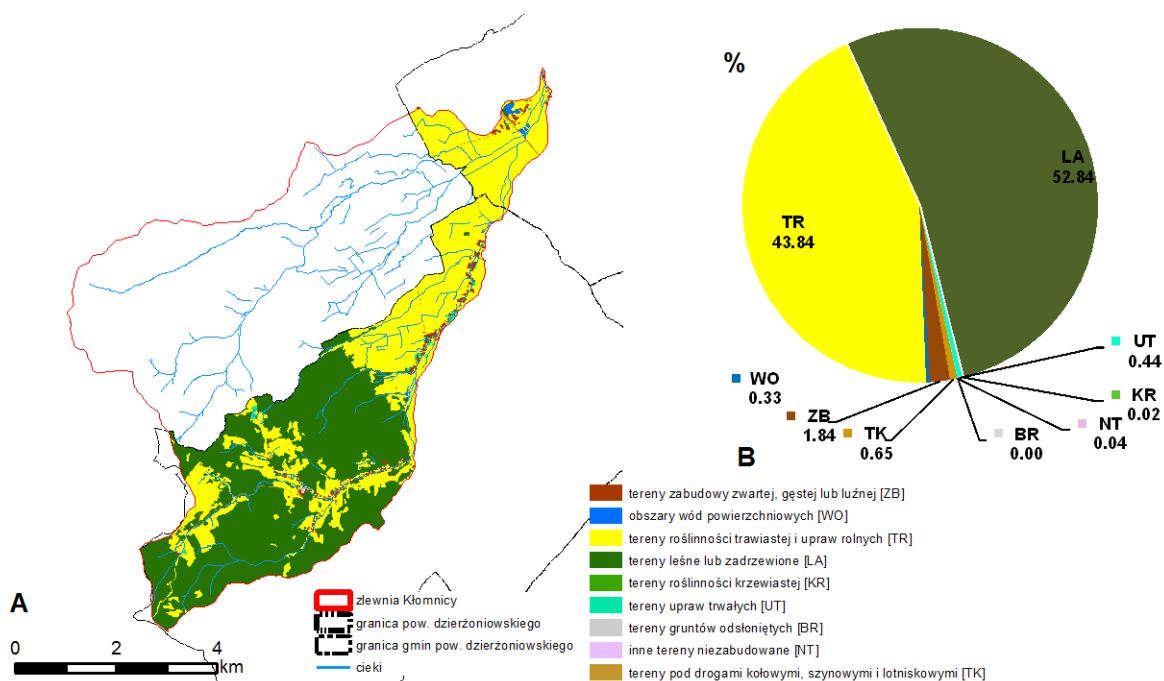 %
LA
52.84
TR
43.84
UT
0.44
WO
0.33
KR
0.02
ZB
1.84
TK
0.65
BR
0.00
NT
0.04
B
tereny zabudowy zwartej, gęstej lub luźnej [ZB]
obszary wód powierzchniowych [WO]
tereny roślinności trawiastej i upraw rolnych [TR]
tereny leśne lub zadrzewione [LA]
tereny roślinności krzewiastej [KR]
tereny upraw trwałych [UT]
tereny gruntów odsłoniętych [BR]
inne tereny niezabudowane [NT]
tereny pod drogami kołowymi, szynowymi i lotniskowymi [TK]
A
zlewnia Kłomnicy
granica pow. dzierżoniowskiego
granica gmin pow. dzierżoniowskiego
cieki
0 2 4
km